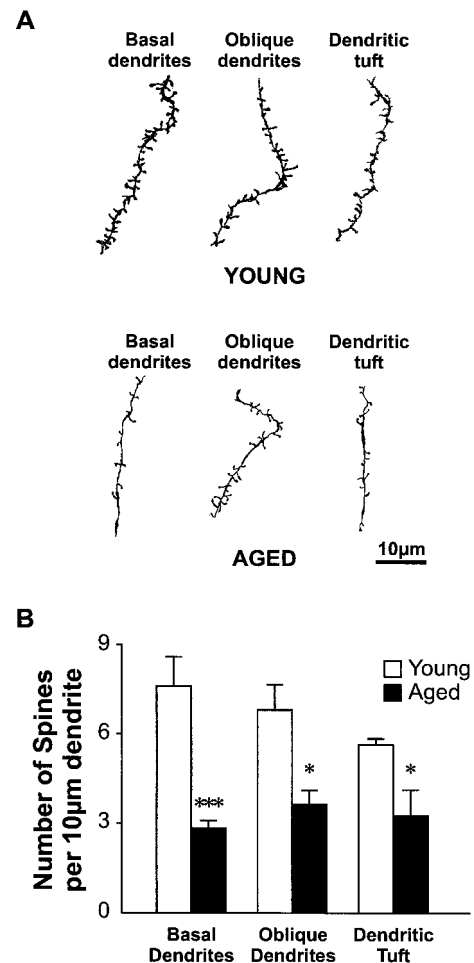 A
Basal Oblique Dendritic
dendrites dendrites tuft
YOUNG
Basal Oblique Dendritic
dendrites dendrites tuft
AGED
10µm
B
Number of Spines
per 10µm dendrite
9
6
3
0
Young
Aged
***
*
*
Basal Oblique Dendritic
Dendrites Dendrites Tuft